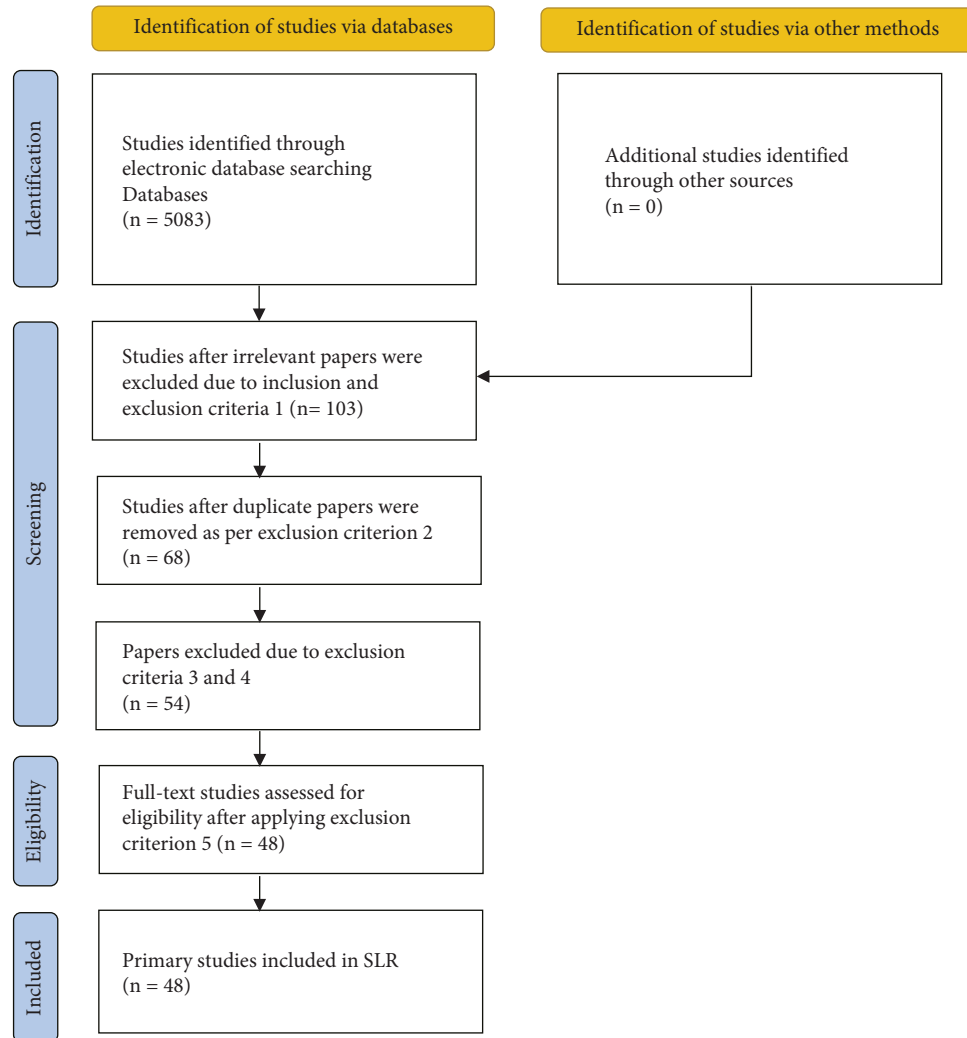 Identification of studies via databases
Identification of studies via other methods
Identification
Studies identified through
electronic database searching
Databases
(n = 5083)
Additional studies identified
through other sources
(n = 0)
Screening
Studies after irrelevant papers were
excluded due to inclusion and
exclusion criteria 1 (n= 103)
Studies after duplicate papers were
removed as per exclusion criterion 2
(n = 68)
Papers excluded due to exclusion
criteria 3 and 4
(n = 54)
Eligibility
Full-text studies assessed for
eligibility after applying exclusion
criterion 5 (n = 48)
Included
Primary studies included in SLR
(n = 48)